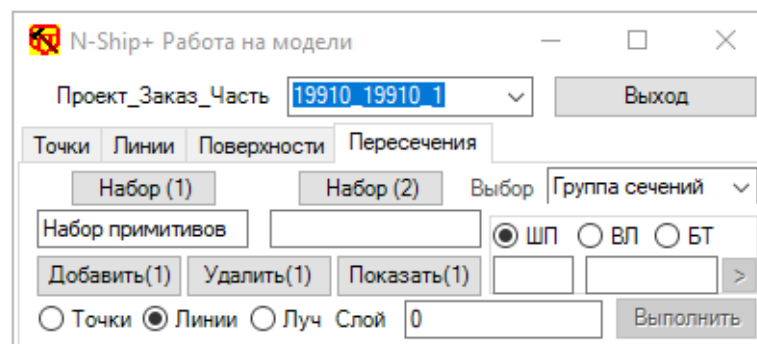 N-Ship+ Работа на модели
Проект_Заказ_Часть 19910_19910_1 Выход
Точки Линии Поверхности Пересечения
Набор (1) Набор (2) Выбор Группа сечений
Набор примитивов ШП ВЛ БТ
Добавить(1) Удалить(1) Показать(1) >
Точки Линии Луч Слой 0 Выполнить